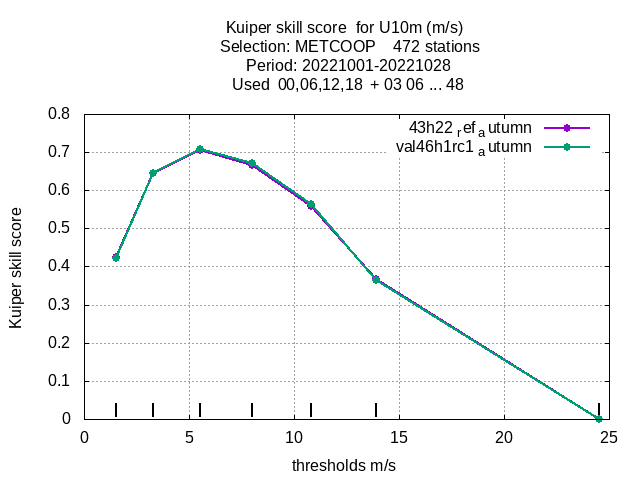 Kuiper skill score  for U10m (m/s)
Selection: METCOOP    472 stations
Period: 20221001-20221028
Used  00,06,12,18  + 03 06 ... 48
43h22 ref autumn
val46h1rc1 autumn
Kuiper skill score
0.8
0.7
0.6
0.5
0.4
0.3
0.2
0.1
0
0 5 10 15 20 25
thresholds m/s